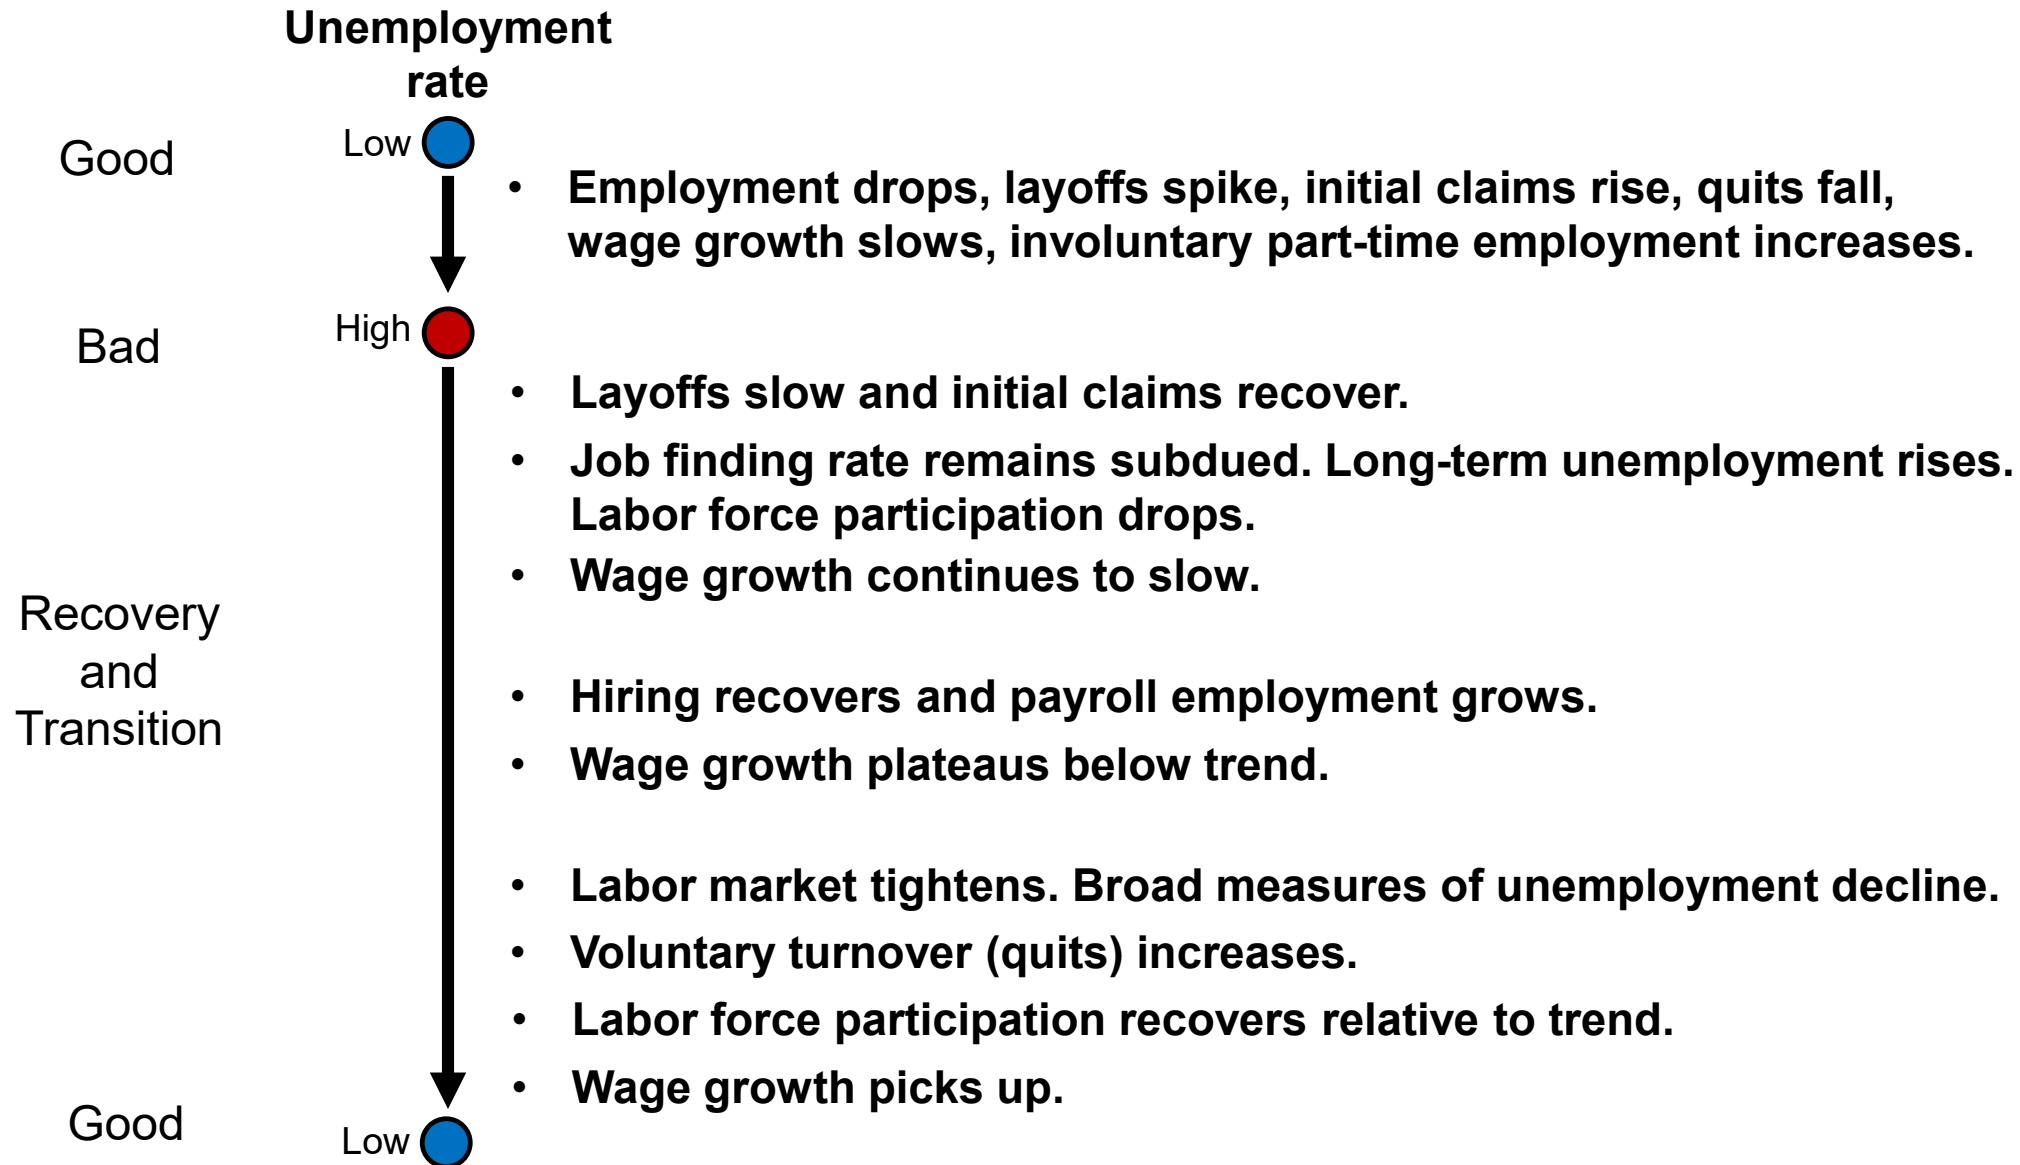 Unemployment
rate
Good
Low
• Employment drops, layoffs spike, initial claims rise, quits fall,
wage growth slows, involuntary part-time employment increases.
Bad
High
• Layoffs slow and initial claims recover.
• Job finding rate remains subdued. Long-term unemployment rises.
Labor force participation drops.
• Wage growth continues to slow.
Recovery
and
Transition
• Hiring recovers and payroll employment grows.
• Wage growth plateaus below trend.
• Labor market tightens. Broad measures of unemployment decline.
• Voluntary turnover (quits) increases.
• Labor force participation recovers relative to trend.
• Wage growth picks up.
Good
Low